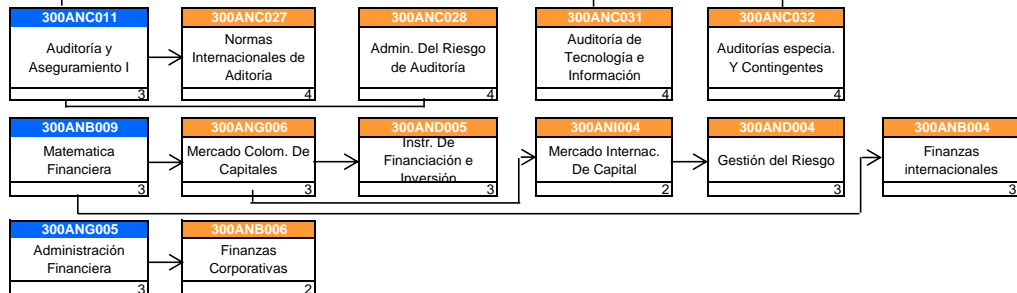 300ANC011
Auditoría y
Aseguramiento I
3
300ANC027
Normas
Internacionales de
Aditoría
4
300ANC028
Admin. Del Riesgo
de Auditoría
4
300ANC031
Auditoría de
Tecnología e
Información
4
300ANC032
Auditorías especia.
Y Contingentes
4
300ANB009
Matematica
Financiera
3
300ANG006
Mercado Colom. De
Capitales
3
300AND005
Instr. De
Financiación e
Inversión
3
300ANI004
Mercado Internac.
De Capital
2
300AND004
Gestión del Riesgo
3
300ANB004
Finanzas
internacionales
3
300ANG005
Administración
Financiera
3
300ANB006
Finanzas
Corporativas
2